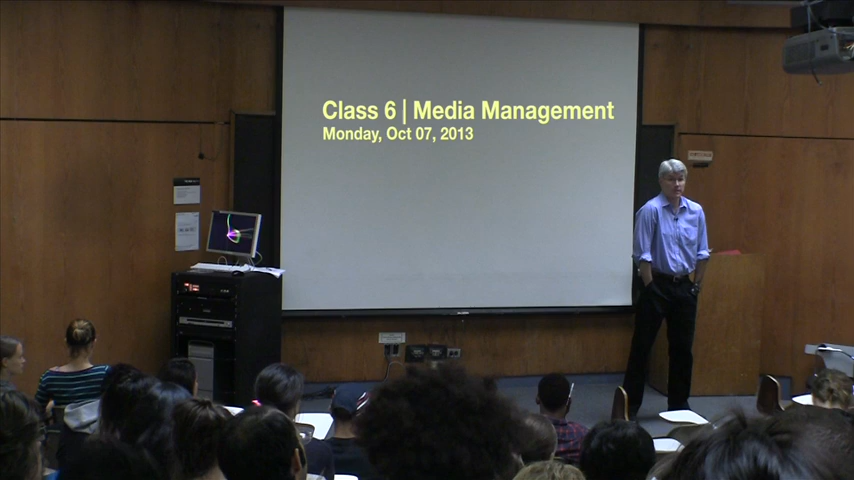 Class 6 | Media Management
Monday, Oct 07, 2013